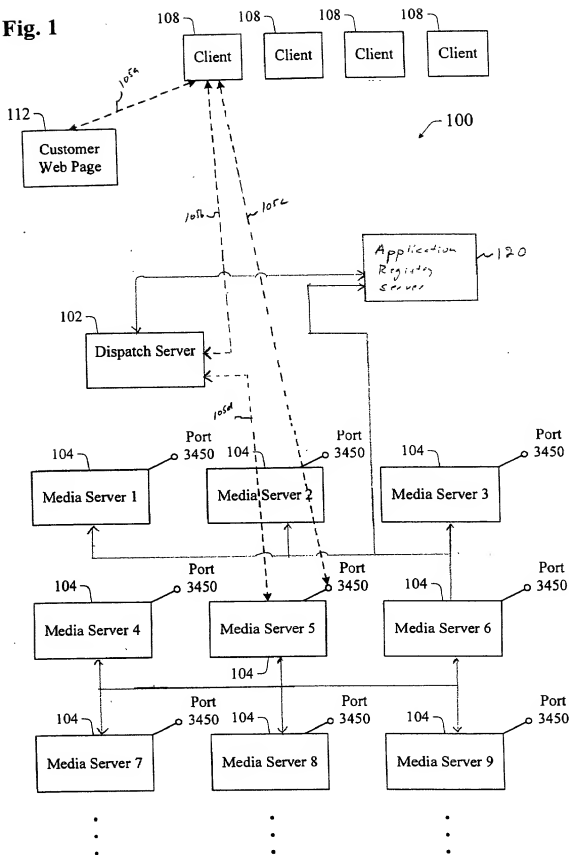 Fig. 1
108 108 108 108
Client Client Client Client
105a
112
100
Customer
Web Page
105b 105c
Application
Registry
Server
120
102
Dispatch Server
105d
104 Port 3450 104 Port 3450 104 Port 3450
Media Server 1 Media Server 2 Media Server 3
104 Port 3450 Port 3450 104 Port 3450
Media Server 4 Media Server 5 Media Server 6
104
104 Port 3450 104 Port 3450 104 Port 3450
Media Server 7 Media Server 8 Media Server 9